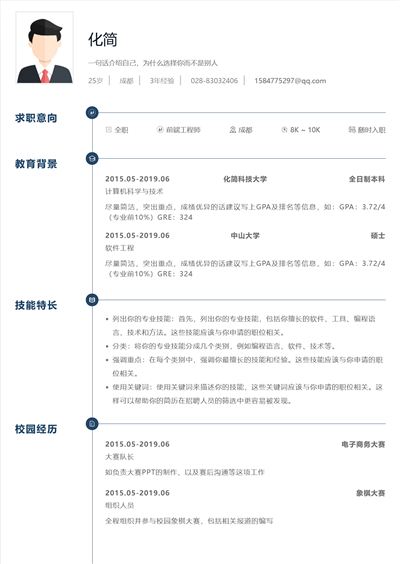 化简
一句话介绍自己，为什么选择你而不是别人
25岁 成都 3年经验 028-83032406 1584775297@qq.com
求职意向
全职 前端工程师 成都 8K ~ 10K 随时入职
教育背景
2015.05-2019.06 化简科技大学 全日制本科
计算机科学与技术
尽量简洁，突出重点，成绩优异的话建议写上GPA及排名等信息，如：GPA：3.72/4
（专业前10%）GRE：324
2015.05-2019.06 中山大学 硕士
软件工程
尽量简洁，突出重点，成绩优异的话建议写上GPA及排名等信息，如：GPA：3.72/4
（专业前10%）GRE：324
技能特长
列出你的专业技能：首先，列出你的专业技能，包括你擅长的软件、工具、编程语
言、技术和方法。这些技能应该与你申请的职位相关。
分类：将你的专业技能分成几个类别，例如编程语言，软件、技术等。
强调重点：在每个类别中，强调你最擅长的技能和经验。这些技能应该与你申请的职
位相关。
使用关键词：使用关键词来描述你的技能，这些关键词应该与你申请的职位相关。这
样可以帮助你的简历在招聘人员的筛选中更容易被发现。
校园经历
2015.05-2019.06 电子商务大赛
大赛队长
如负责大赛PPT的制作，以及赛后沟通等这项工作
2015.05-2019.06 象棋大赛
组织人员
全程组织并参与校园象棋大赛，包括相关报道的编写